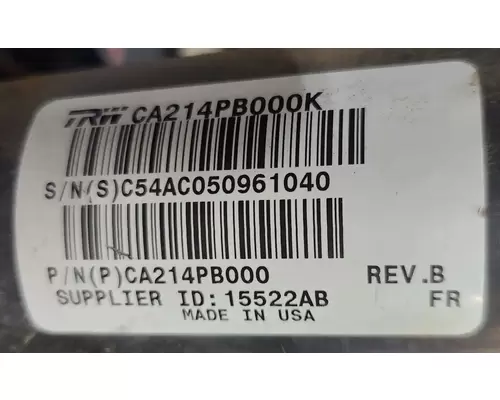 TRW CA214PB000K
S/N(S)C54AC050961040
P/N(P)CA214PB000 REV.B
SUPPLIER ID:15522AB FR
MADE IN USA